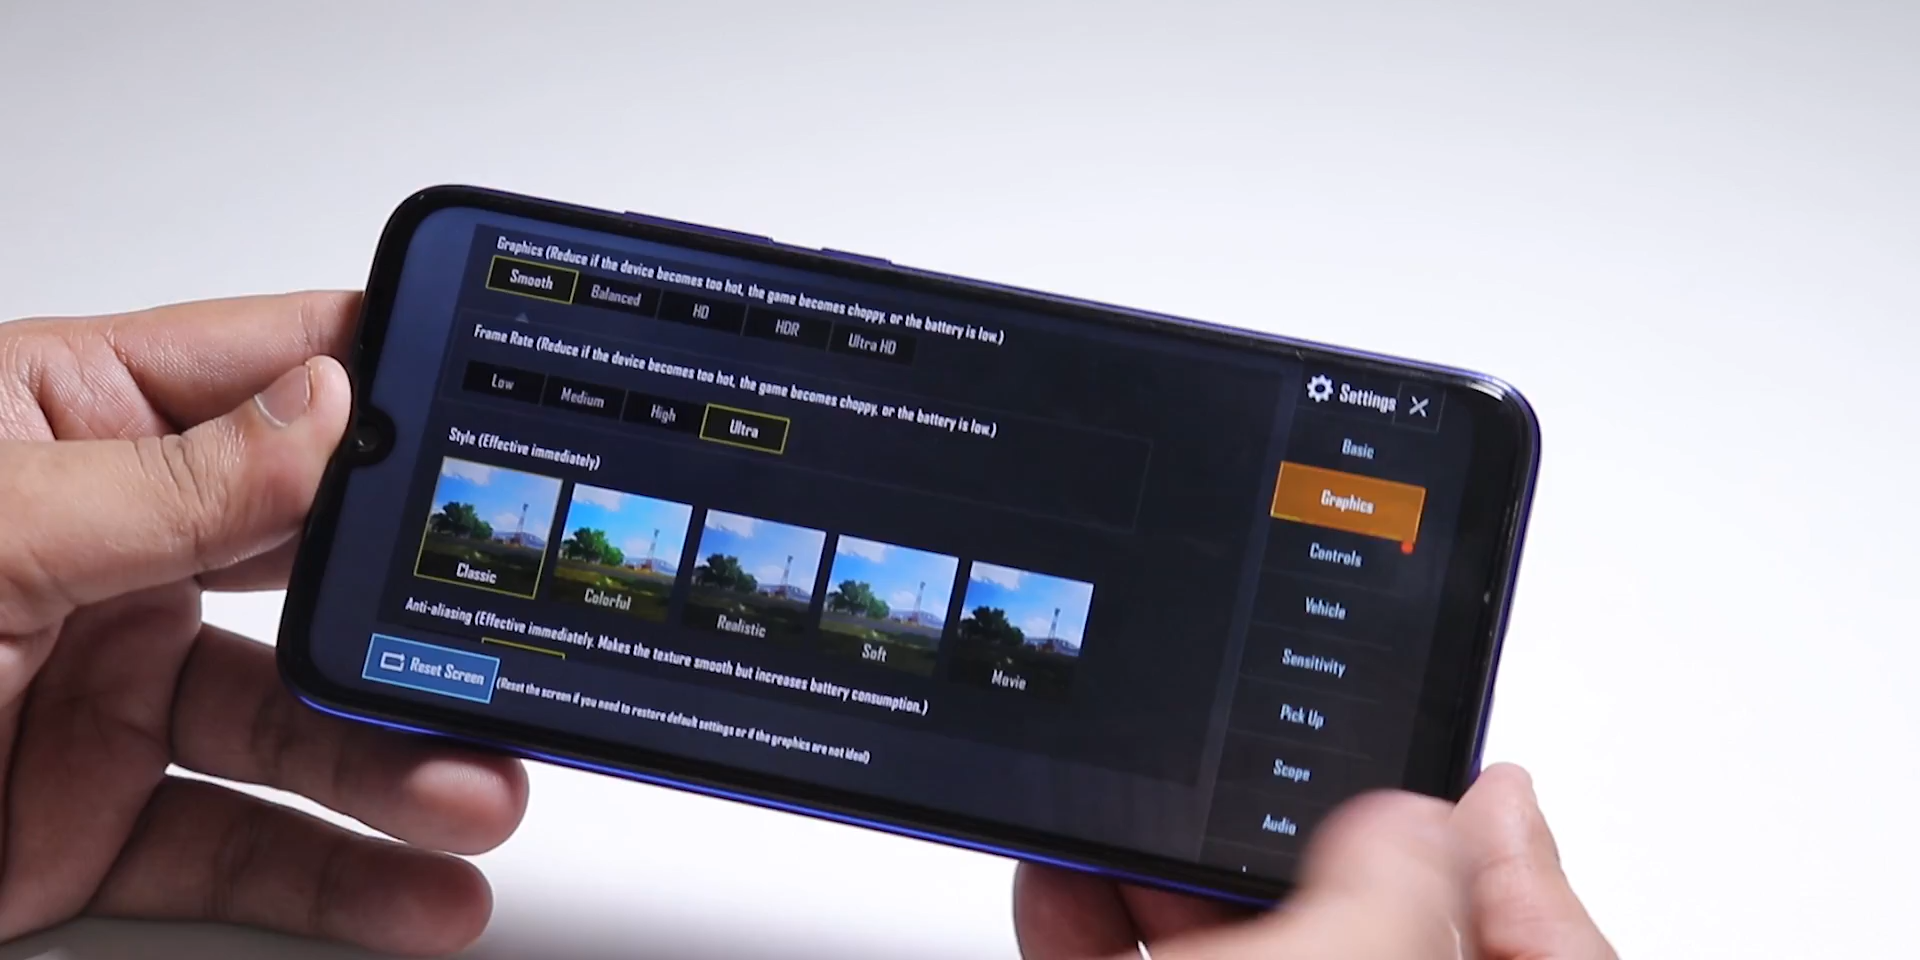 Graphics (Reduce if the device becomes too hot, the game becomes choppy, or the battery is low.)
Smooth Balanced HD HDR Ultra HD
Frame Rate (Reduce if the device becomes too hot, the game becomes choppy, or the battery is low.)
Low Medium High Ultra
Style (Effective immediately)
Classic Colorful Realistic Soft Movie
Anti-aliasing (Effective immediately. Makes the texture smooth but increases battery consumption.)
Reset Screen (Reset the screen if you need to restore default settings or if the graphics are not ideal)
Settings X
Basic
Graphics
Controls
Vehicle
Sensitivity
Pick Up
Scope
Audio